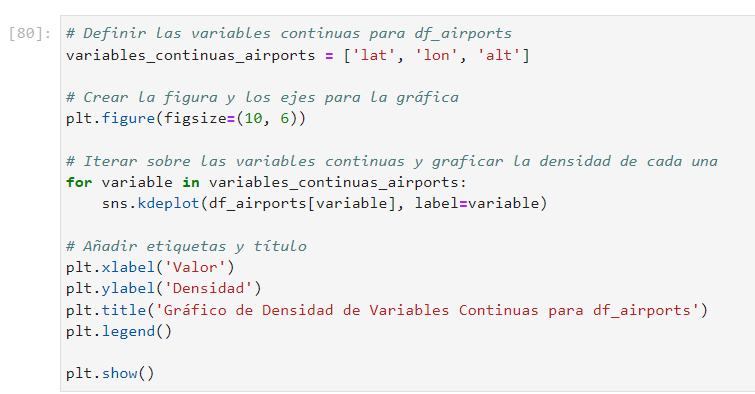 [80]: # Definir las variables continuas para df_airports
variables_continuas_airports = ['lat', 'lon', 'alt']
# Crear la figura y los ejes para la gráfica
plt.figure(figsize=(10, 6))
# Iterar sobre las variables continuas y graficar la densidad de cada una
for variable in variables_continuas_airports:
    sns.kdeplot(df_airports[variable], label=variable)
# Añadir etiquetas y título
plt.xlabel('Valor')
plt.ylabel('Densidad')
plt.title('Gráfico de Densidad de Variables Continuas para df_airports')
plt.legend()
plt.show()